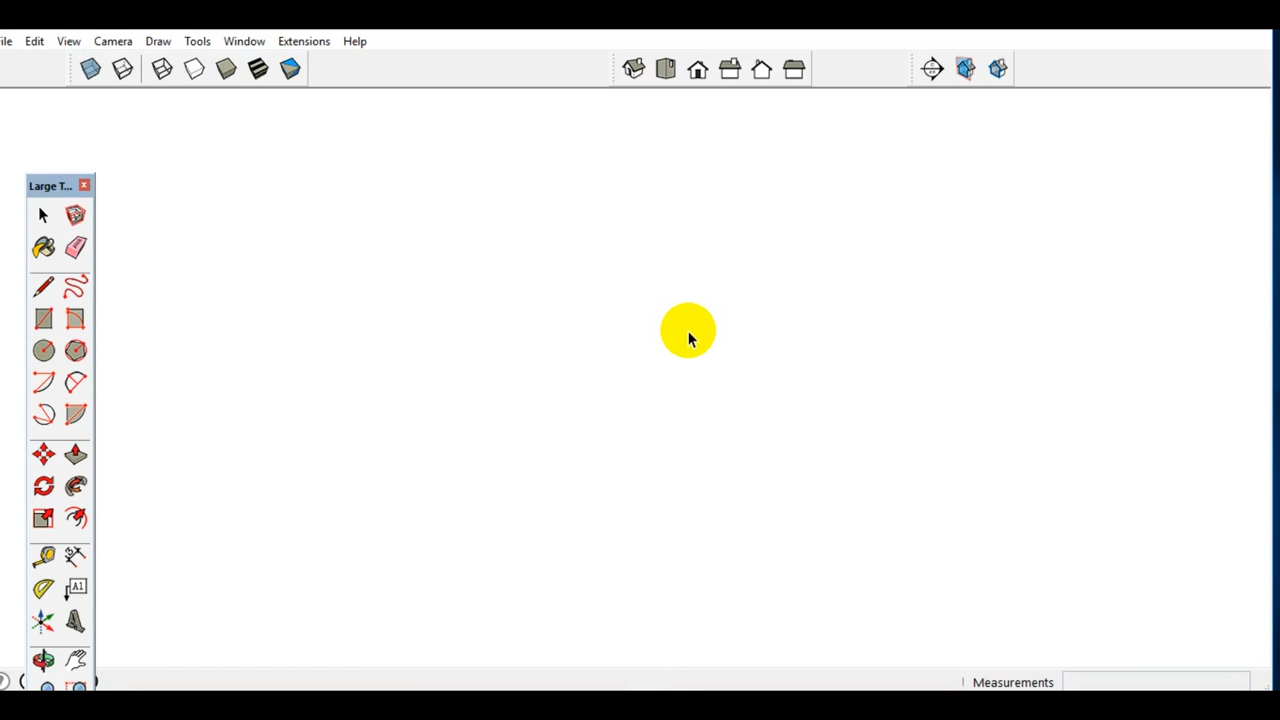 ile Edit View Camera Draw Tools Window Extensions Help
Large T...
A1
Measurements